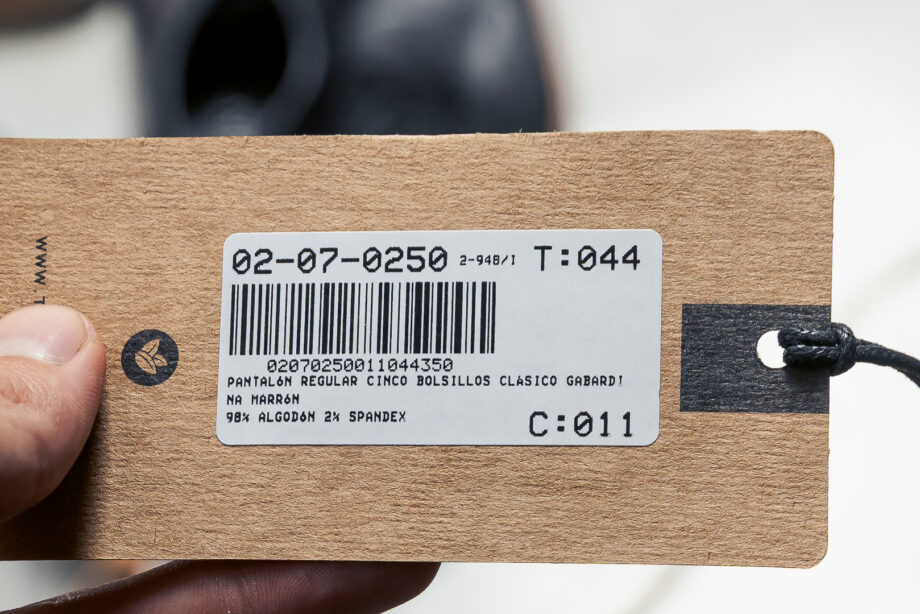 02-07-0250 2-948/I T:044
02070250011044350
PANTALóN REGULAR CINCO BOLSILLOS CLáSICO GABARDI
NA MARRóN
98% ALGODóN 2% SPANDEX
C:011
WWW.T